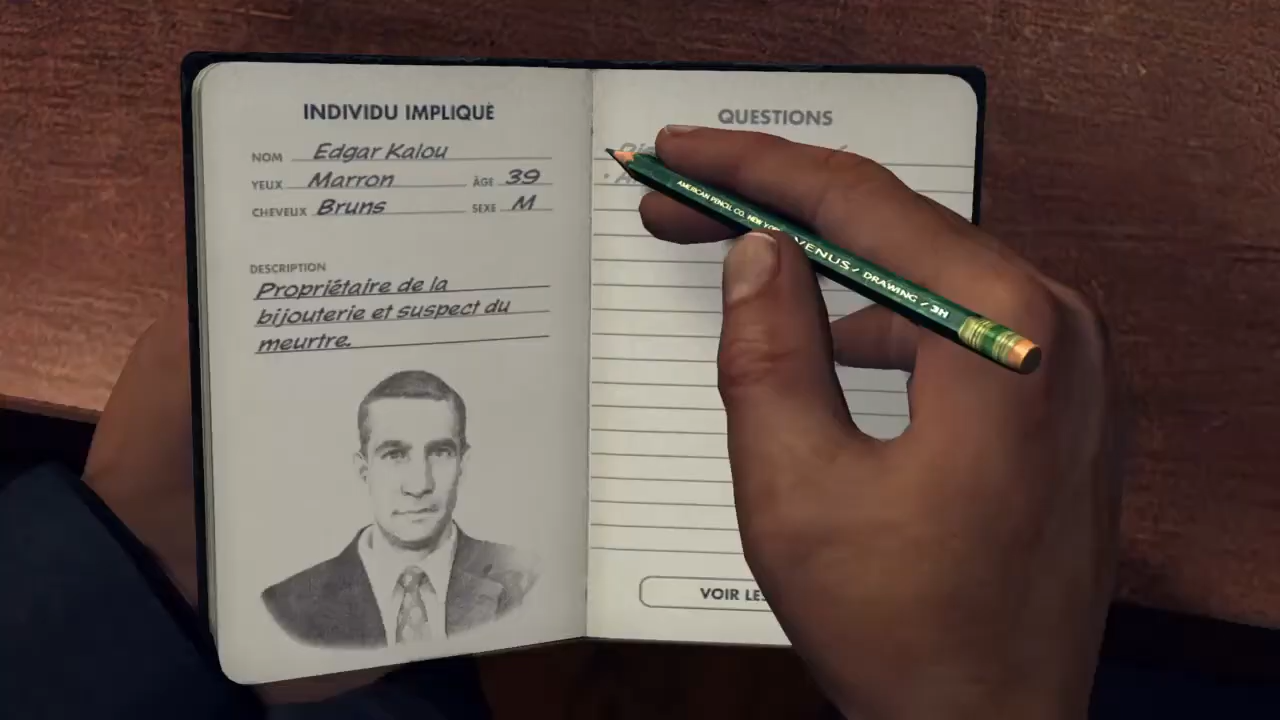 INDIVIDU IMPLIQUÉ
NOM Edgar Kalou
YEUX Marron ÂGE 39
CHEVEUX Bruns SEXE M
DESCRIPTION
Propriétaire de la
bijouterie et suspect du
meurtre.
QUESTIONS
VOIR
AMERICAN PENCIL CO. NEW YORK VENUS / DRAWING / 3H